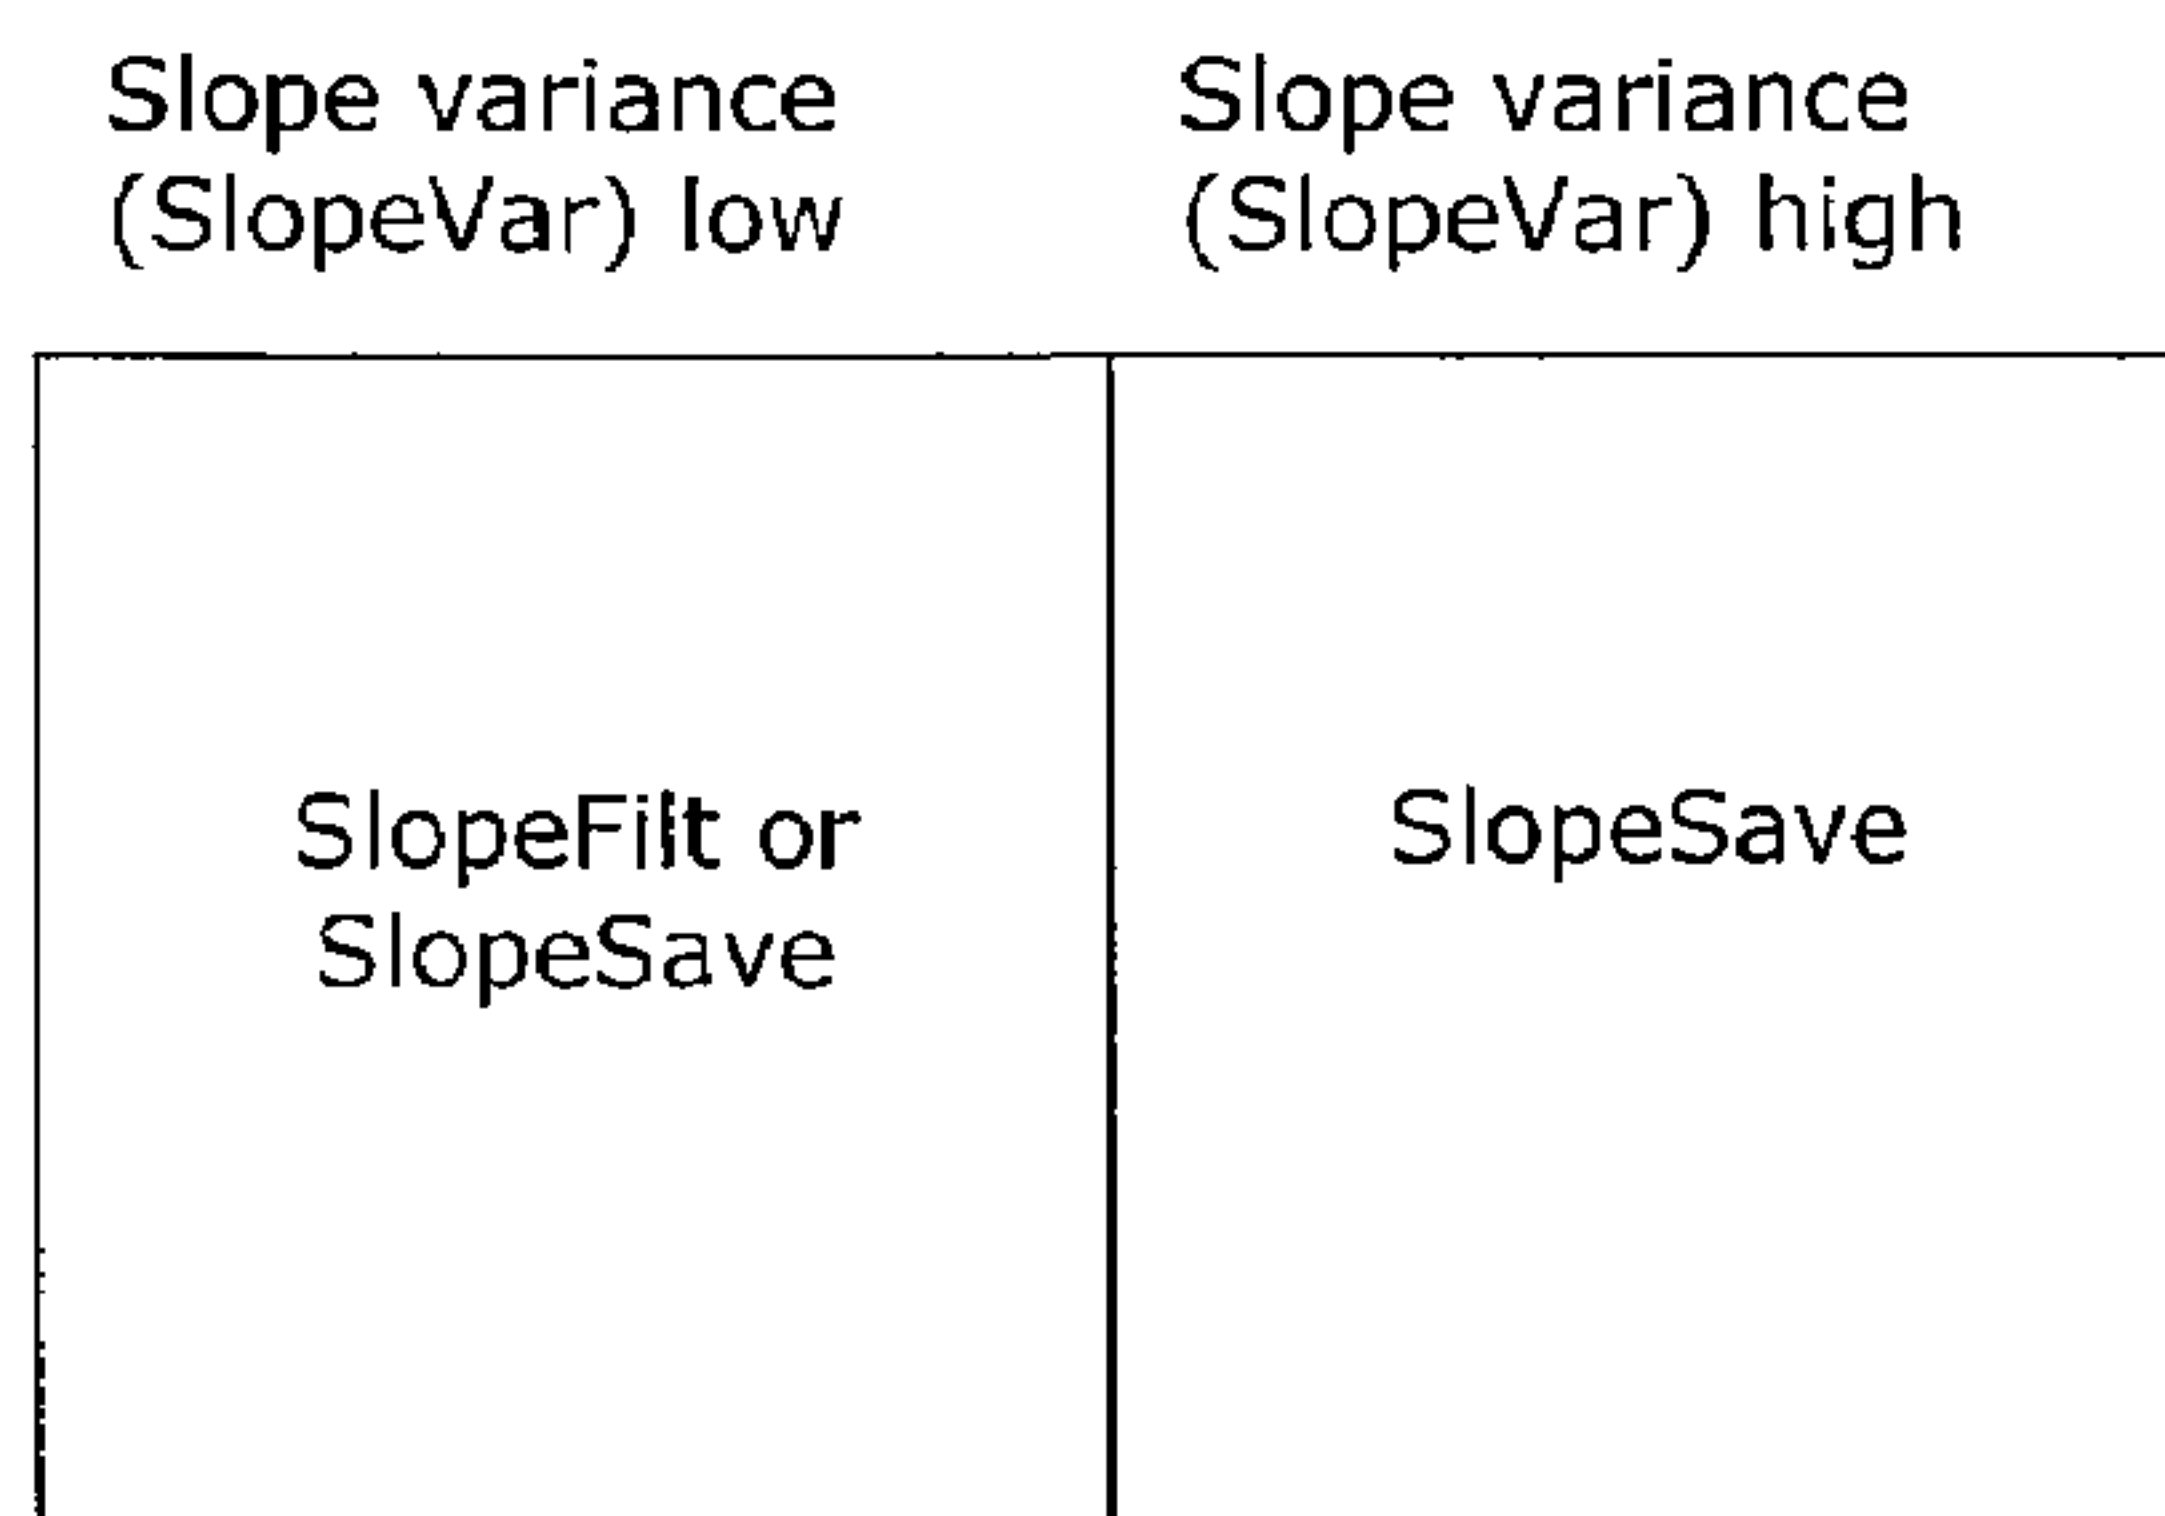 Slope variance
(SlopeVar) low
Slope variance
(SlopeVar) high
SlopeFilt or
SlopeSave
SlopeSave